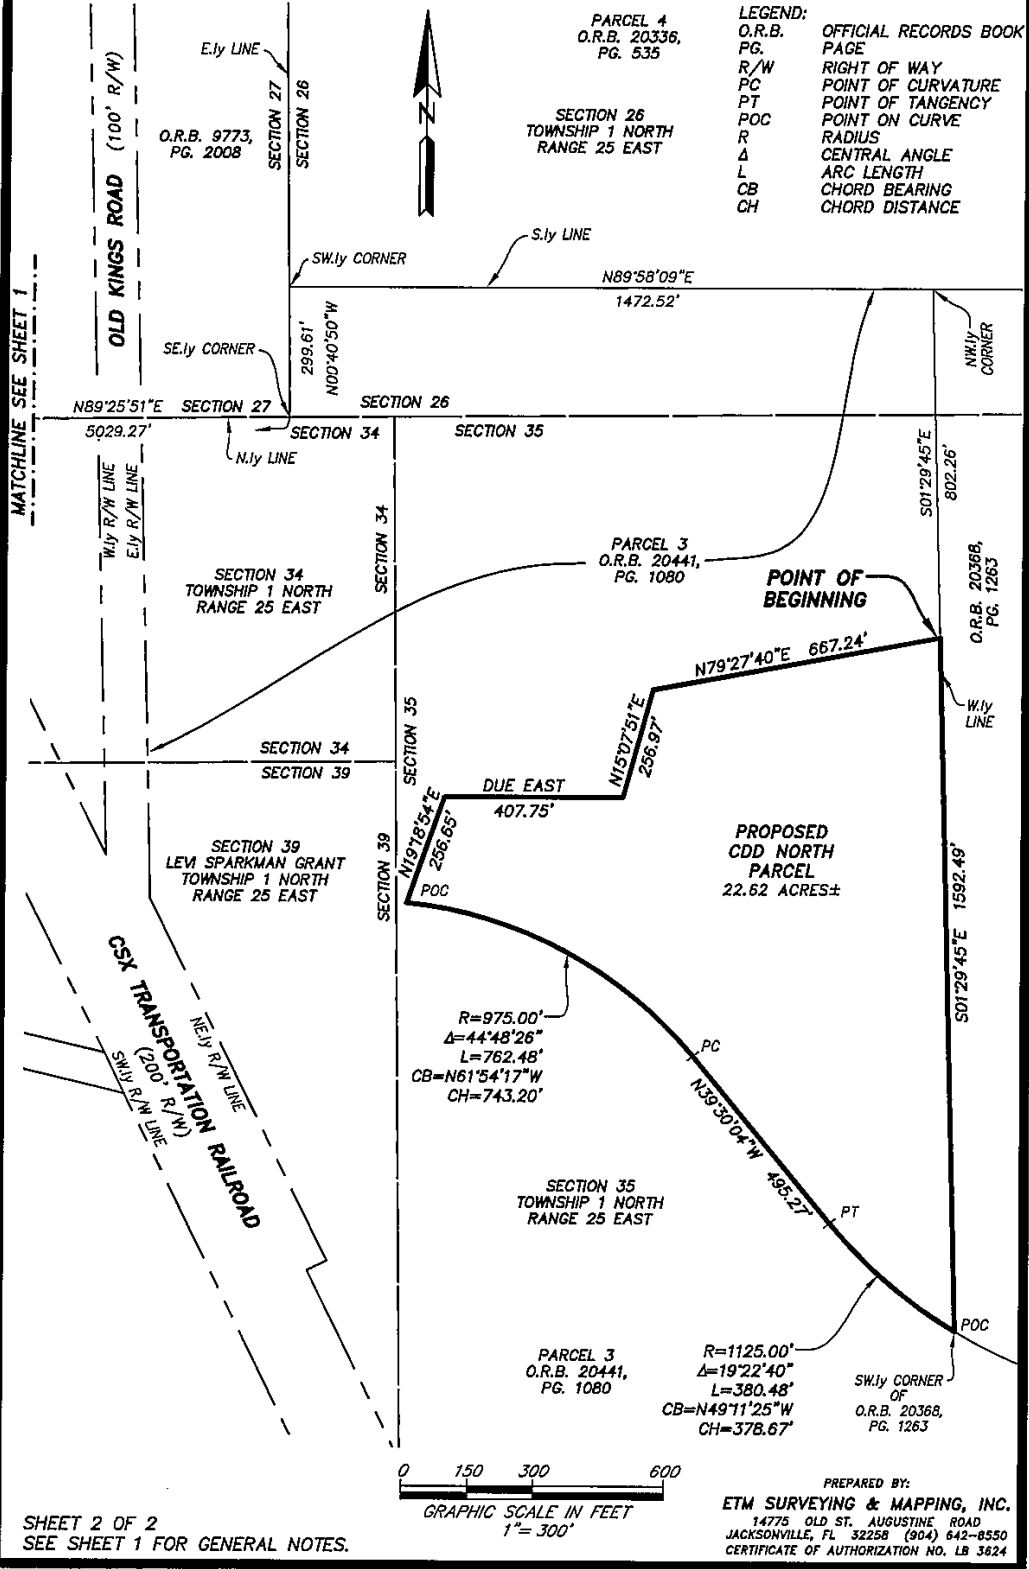 LEGEND:
O.R.B. OFFICIAL RECORDS BOOK
PG. PAGE
R/W RIGHT OF WAY
PC POINT OF CURVATURE
PT POINT OF TANGENCY
POC POINT ON CURVE
R RADIUS
Δ CENTRAL ANGLE
L ARC LENGTH
CB CHORD BEARING
CH CHORD DISTANCE
PARCEL 4
O.R.B. 20336,
PG. 535
SECTION 26
TOWNSHIP 1 NORTH
RANGE 25 EAST
N
E.ly LINE
SECTION 27
SECTION 26
O.R.B. 9773,
PG. 2008
OLD KINGS ROAD (100' R/W)
MATCHLINE SEE SHEET 1
SW.ly CORNER
S.ly LINE
N89°58'09"E
1472.52'
NW.ly
CORNER
299.61'
N00°40'50"W
SE.ly CORNER
N89°25'51"E
5029.27'
SECTION 27
SECTION 26
SECTION 34
SECTION 35
N.ly LINE
W.ly R/W LINE
E.ly R/W LINE
S01°29'45"E
802.26'
O.R.B. 20368,
PG. 1263
SECTION 34
TOWNSHIP 1 NORTH
RANGE 25 EAST
SECTION 34
PARCEL 3
O.R.B. 20441,
PG. 1080
POINT OF
BEGINNING
N79°27'40"E 667.24'
W.ly
LINE
N15°07'51"E
256.97'
SECTION 35
SECTION 34
SECTION 39
DUE EAST
407.75'
N19°18'54"E
256.65'
POC
SECTION 39
SECTION 39
LEVI SPARKMAN GRANT
TOWNSHIP 1 NORTH
RANGE 25 EAST
PROPOSED
CDD NORTH
PARCEL
22.62 ACRES±
S01°29'45"E 1592.49'
CSX TRANSPORTATION RAILROAD
(200' R/W)
NE.ly R/W LINE
SW.ly R/W LINE
R=975.00'
Δ=44°48'26"
L=762.48'
CB=N61°54'17"W
CH=743.20'
PC
N39°30'04"W 495.27'
PT
SECTION 35
TOWNSHIP 1 NORTH
RANGE 25 EAST
POC
PARCEL 3
O.R.B. 20441,
PG. 1080
R=1125.00'
Δ=19°22'40"
L=380.48'
CB=N49°11'25"W
CH=378.67'
SW.ly CORNER
OF
O.R.B. 20368,
PG. 1263
0 150 300 600
GRAPHIC SCALE IN FEET
1"= 300'
SHEET 2 OF 2
SEE SHEET 1 FOR GENERAL NOTES.
PREPARED BY:
ETM SURVEYING & MAPPING, INC.
14775 OLD ST. AUGUSTINE ROAD
JACKSONVILLE, FL 32258 (904) 642-8550
CERTIFICATE OF AUTHORIZATION NO. LB 3624